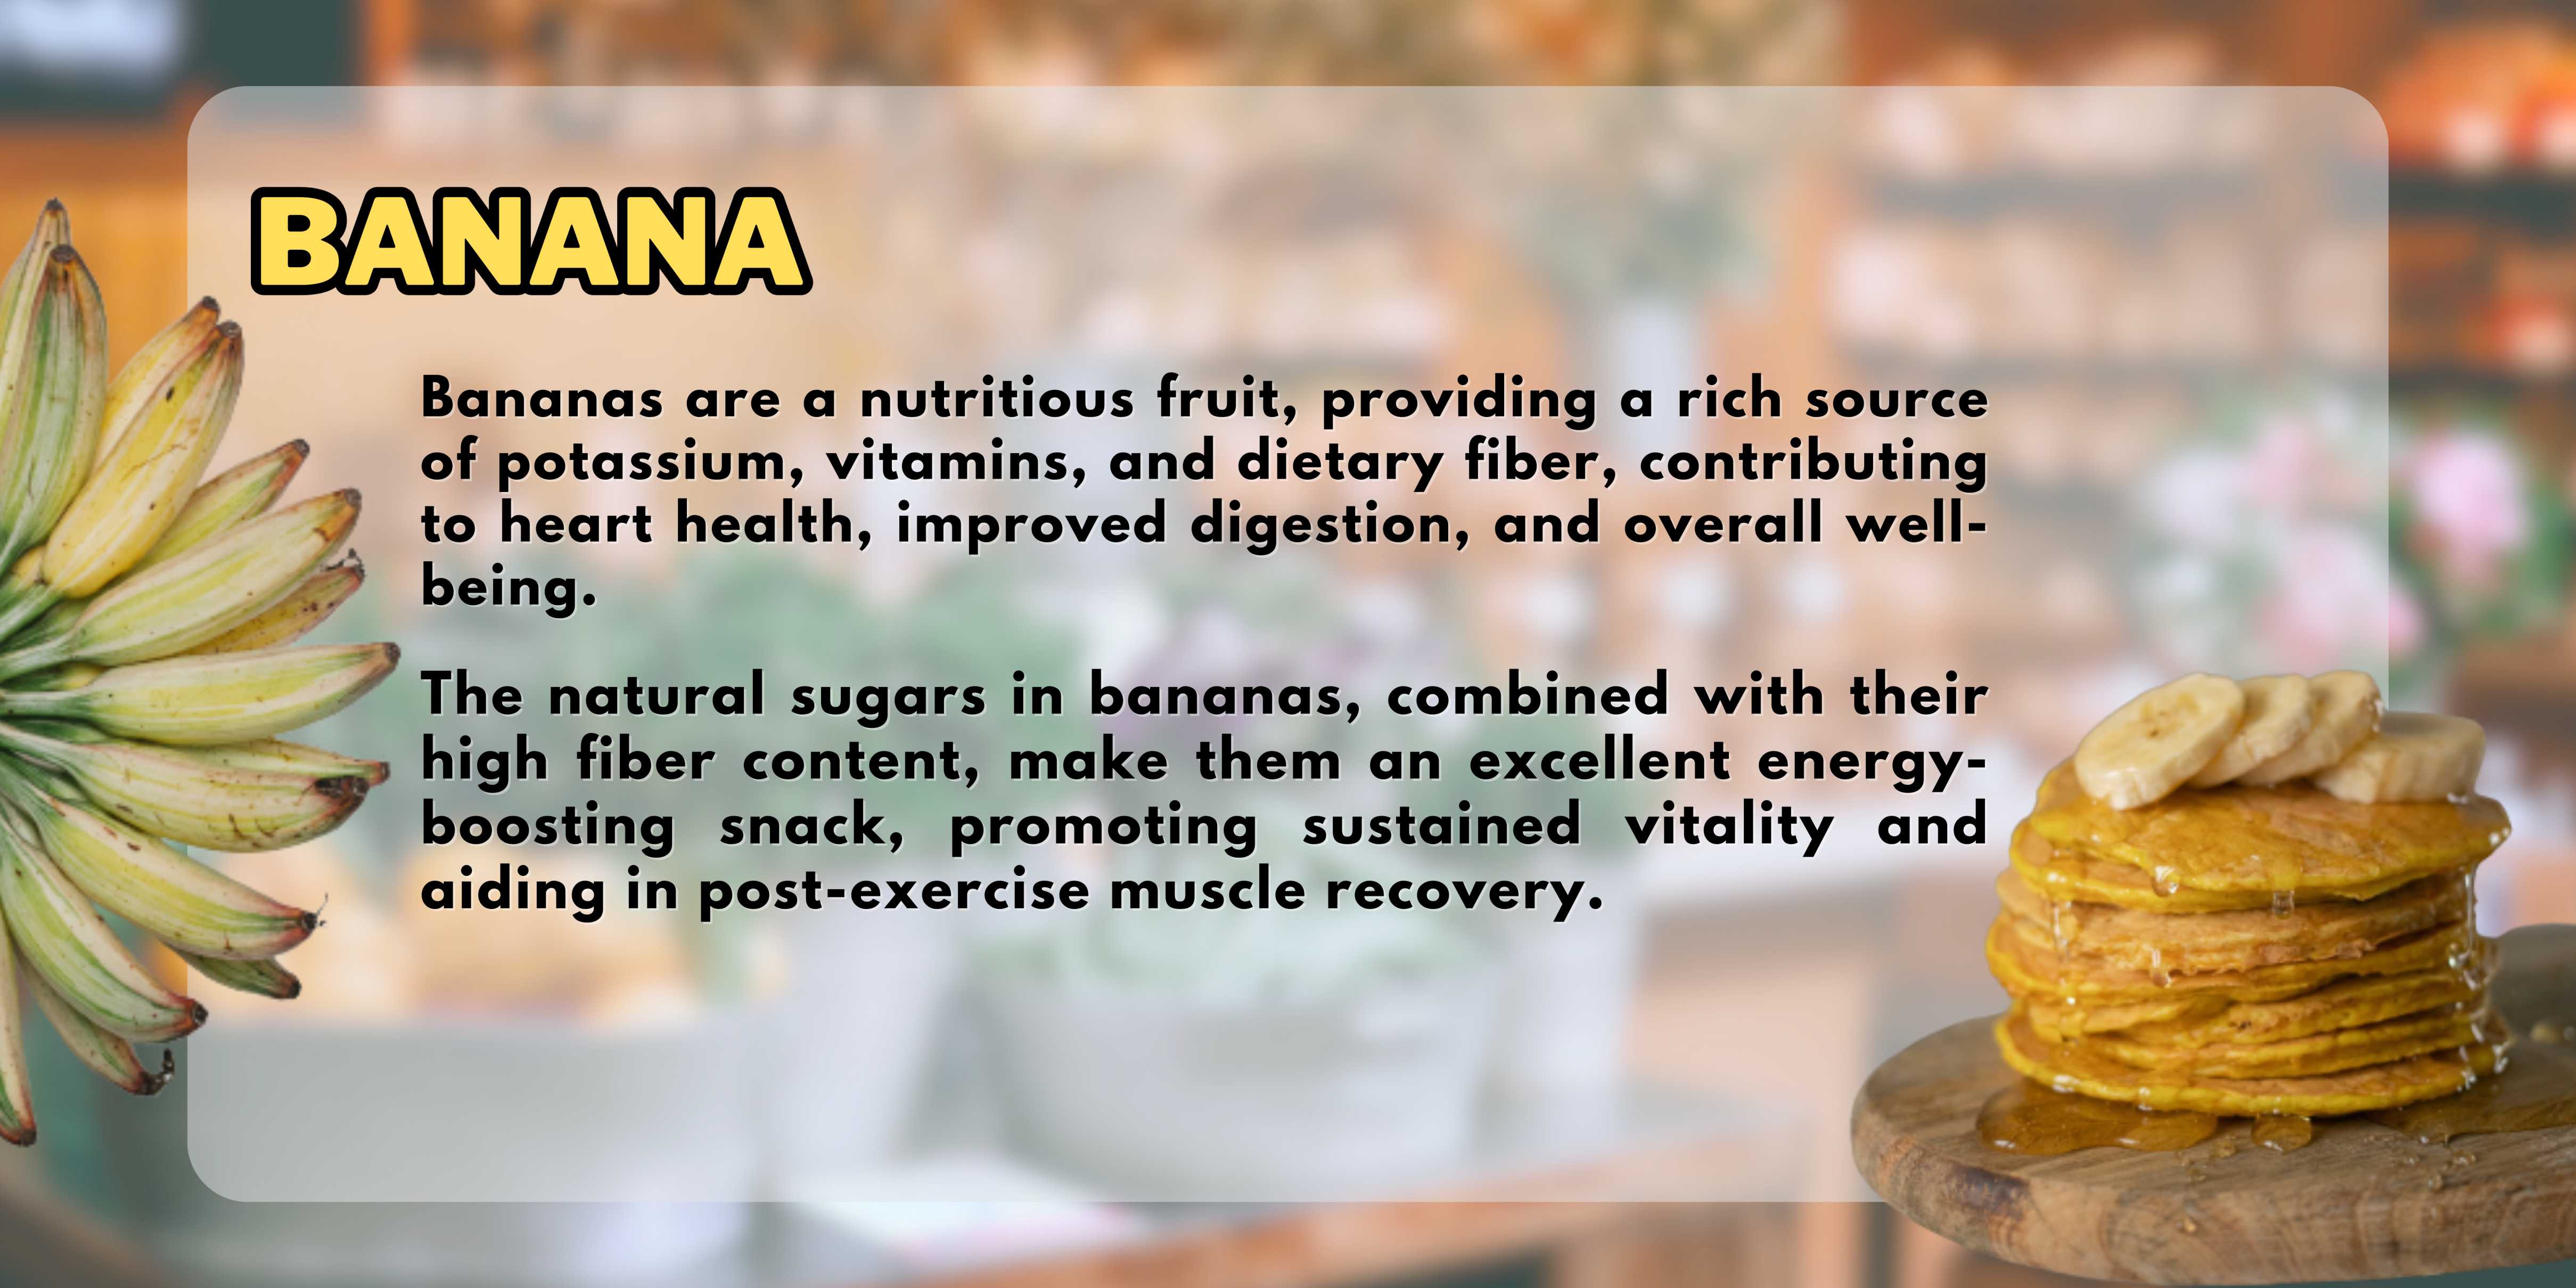 BANANA
Bananas are a nutritious fruit, providing a rich source
of potassium, vitamins, and dietary fiber, contributing
to heart health, improved digestion, and overall well-
being.
The natural sugars in bananas, combined with their
high fiber content, make them an excellent energy-
boosting snack, promoting sustained vitality and
aiding in post-exercise muscle recovery.